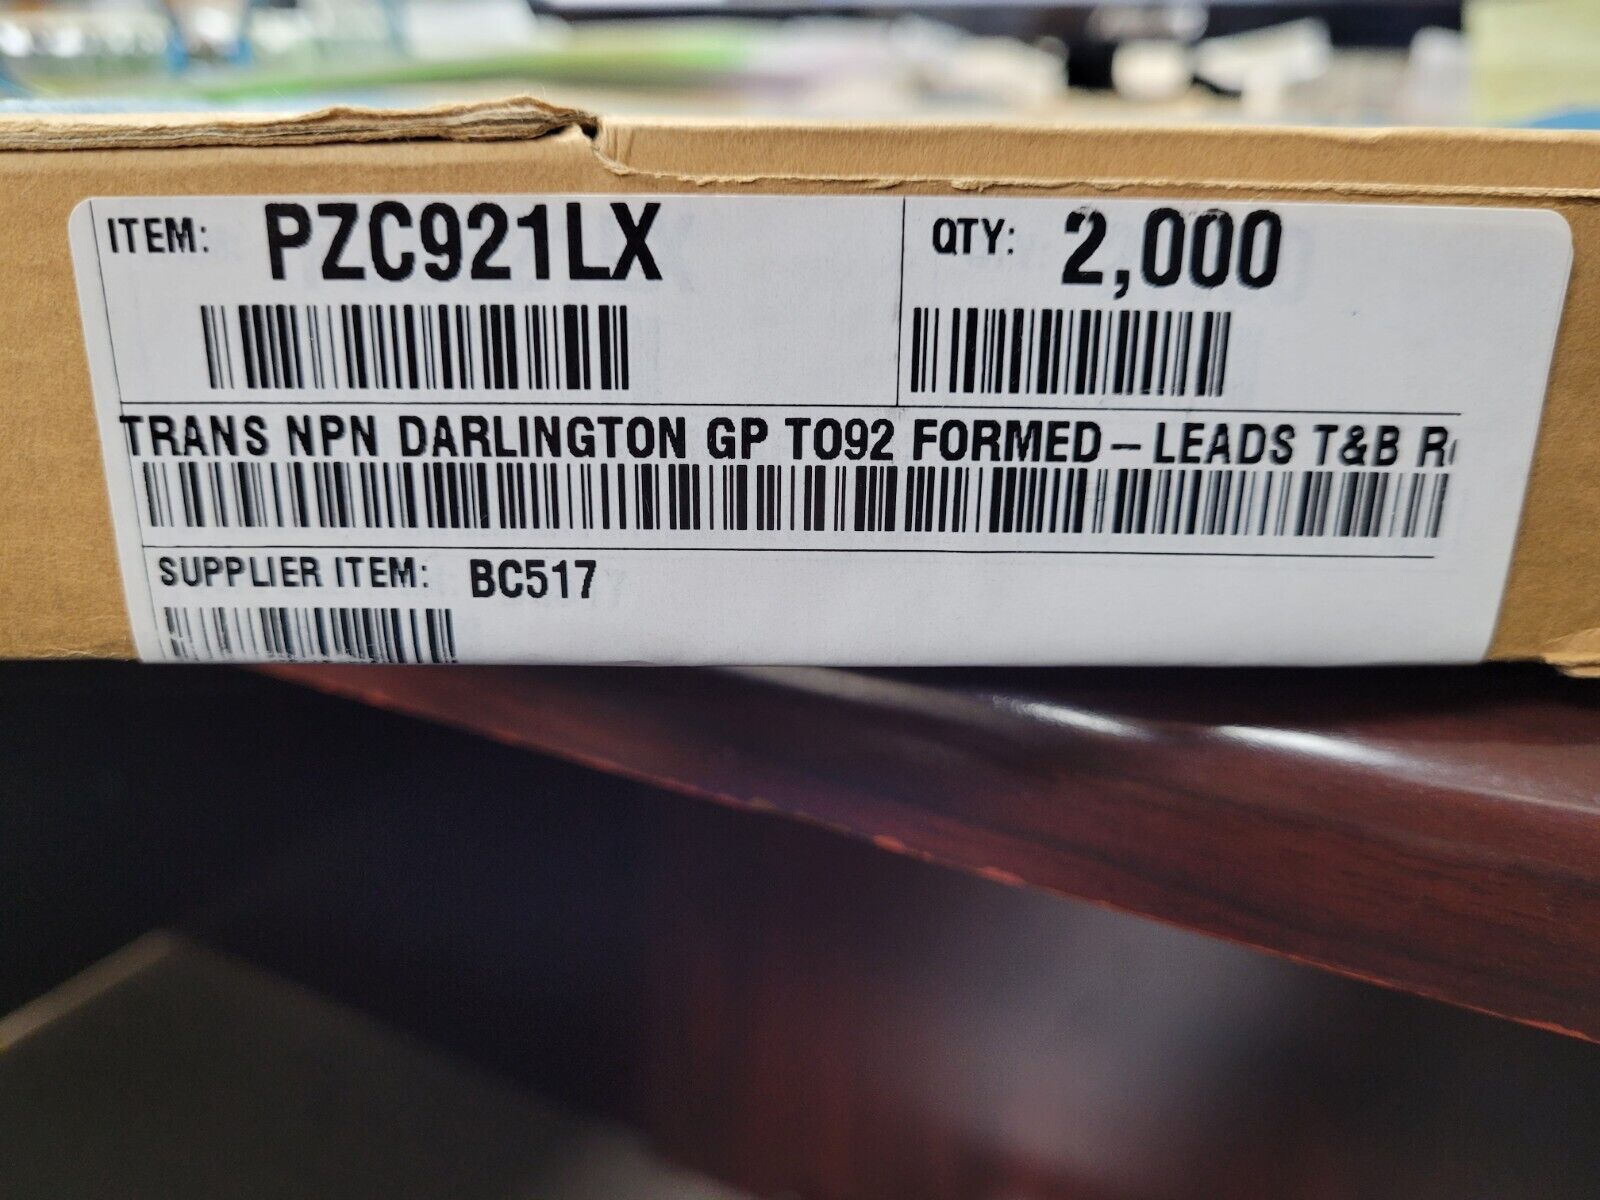 ITEM: PZC921LX
QTY: 2,000
TRANS NPN DARLINGTON GP TO92 FORMED-LEADS T&B
SUPPLIER ITEM: BC517